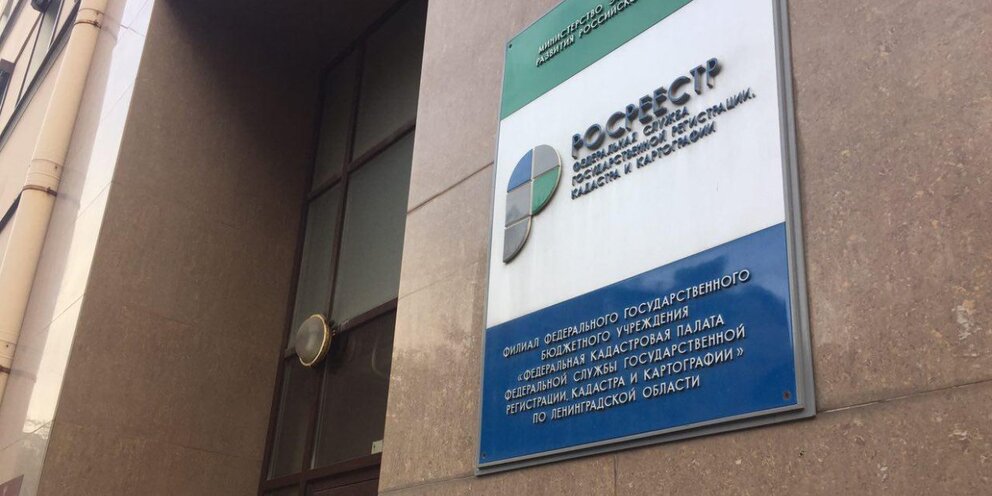 МИНИСТЕРСТВО
РАЗВИТИЯ
РОСРЕЕСТР
ФЕДЕРАЛЬНАЯ СЛУЖБА
ГОСУДАРСТВЕННОЙ РЕГИСТРАЦИИ,
КАДАСТРА И КАРТОГРАФИИ
ФИЛИАЛ ФЕДЕРАЛЬНОГО ГОСУДАРСТВЕННОГО
БЮДЖЕТНОГО УЧРЕЖДЕНИЯ
«ФЕДЕРАЛЬНАЯ КАДАСТРОВАЯ ПАЛАТА
ФЕДЕРАЛЬНОЙ СЛУЖБЫ ГОСУДАРСТВЕННОЙ
РЕГИСТРАЦИИ, КАДАСТРА И КАРТОГРАФИИ»
ПО ЛЕНИНГРАДСКОЙ ОБЛАСТИ